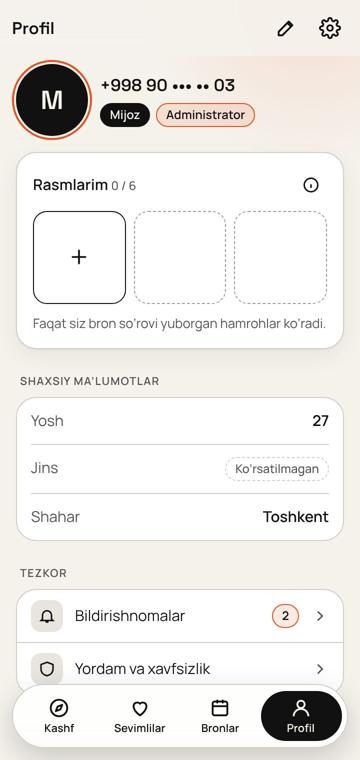 Profil
M
+998 90 ••• •• 03
Mijoz
Administrator
Rasmlarim 0 / 6
Faqat siz bron so‘rovi yuborgan hamrohlar ko‘radi.
SHAXSIY MA’LUMOTLAR
Yosh 27
Jins Ko‘rsatilmagan
Shahar Toshkent
TEZKOR
Bildirishnomalar 2
Yordam va xavfsizlik
Kashf
Sevimlilar
Bronlar
Profil